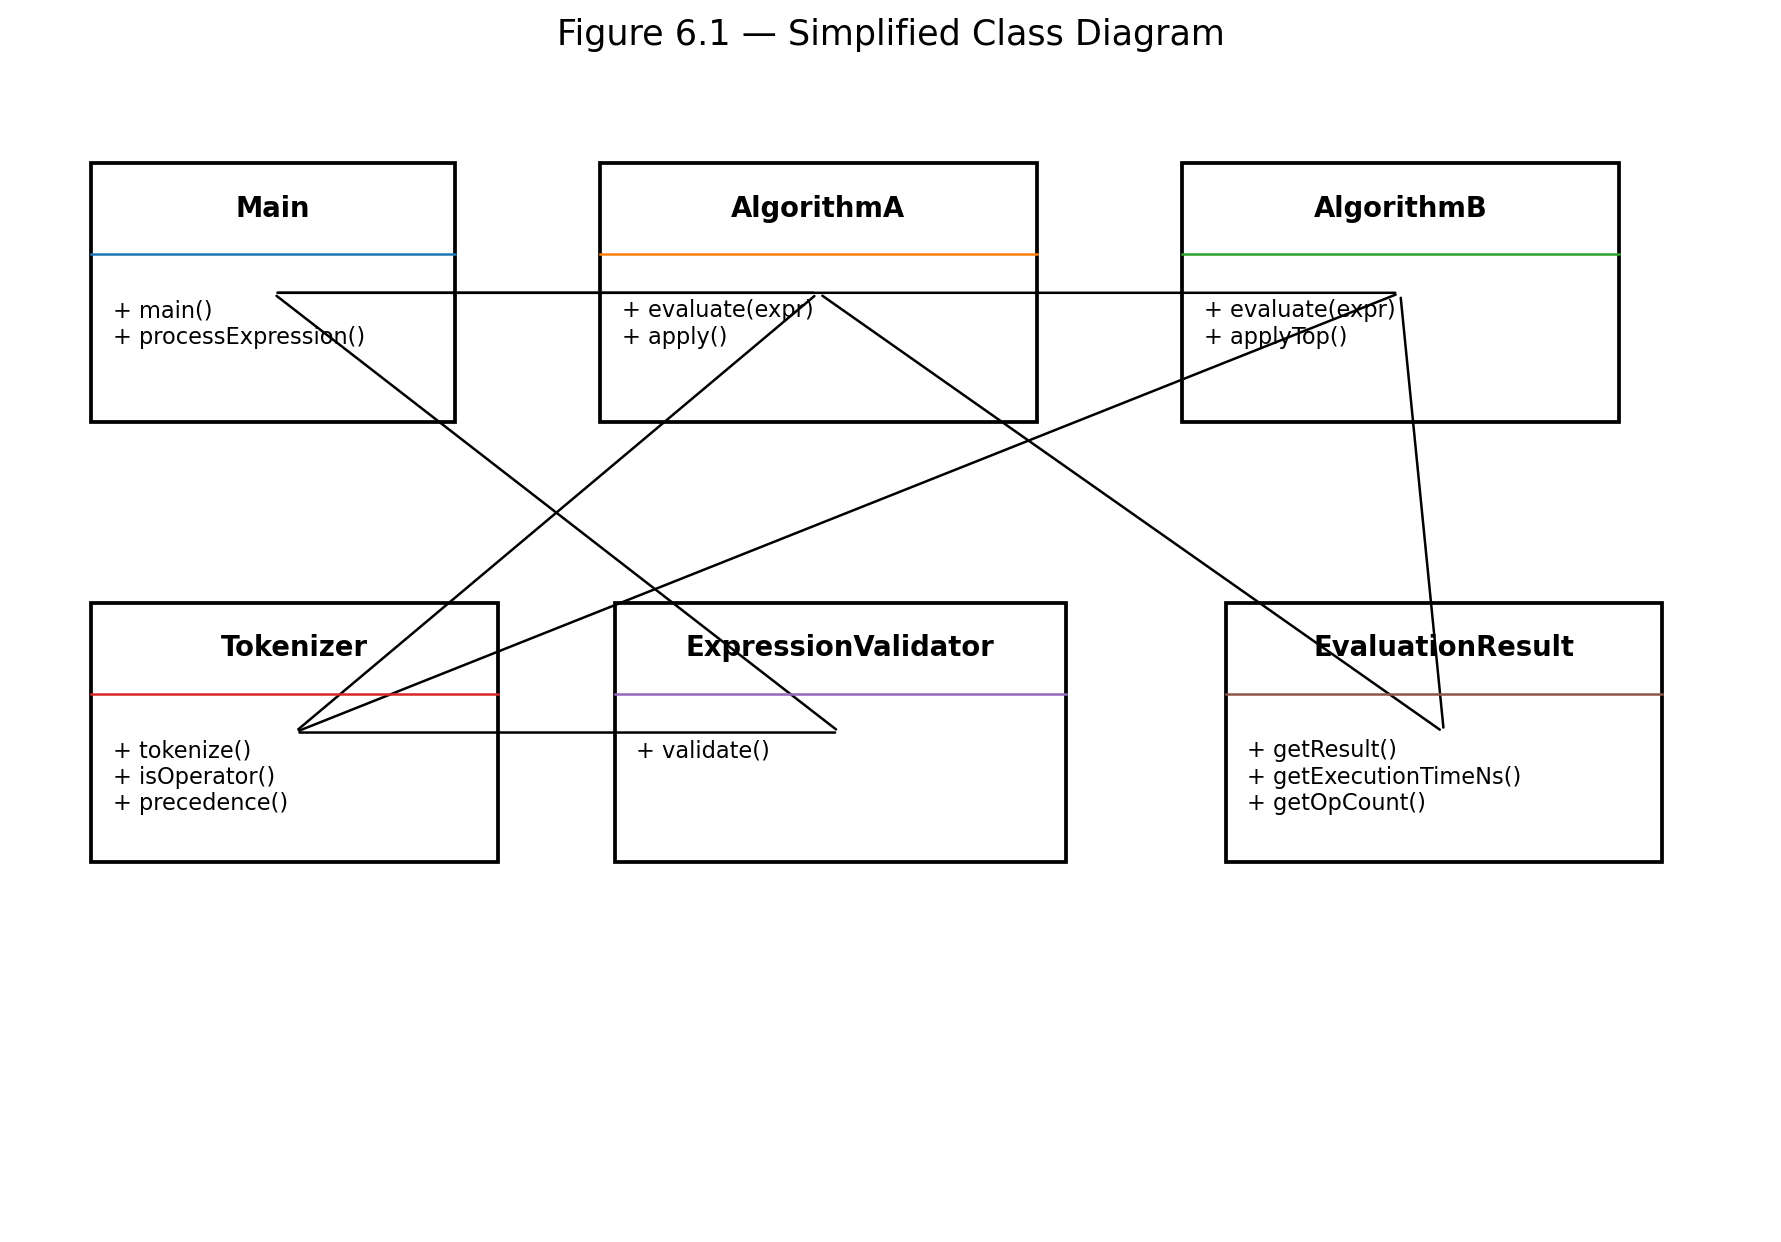 Figure 6.1 — Simplified Class Diagram
Main
+ main()
+ processExpression()
AlgorithmA
+ evaluate(expr)
+ apply()
AlgorithmB
+ evaluate(expr)
+ applyTop()
Tokenizer
+ tokenize()
+ isOperator()
+ precedence()
ExpressionValidator
+ validate()
EvaluationResult
+ getResult()
+ getExecutionTimeNs()
+ getOpCount()